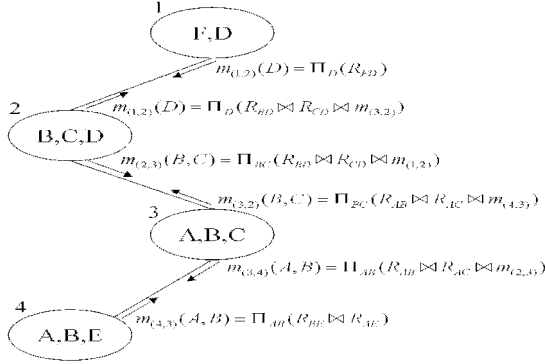 1
F,D
m(1,2)(D) = Π_D(R_FD)
2
m(1,2)(D) = Π_D(R_BD ⋈ R_CD ⋈ m(3,2))
B,C,D
m(2,3)(B,C) = Π_BC(R_BD ⋈ R_CD ⋈ m(1,2))
m(3,2)(B,C) = Π_BC(R_AB ⋈ R_AC ⋈ m(4,3))
3
A,B,C
m(3,4)(A,B) = Π_AB(R_AB ⋈ R_AC ⋈ m(2,3))
4
m(4,3)(A,B) = Π_AB(R_BE ⋈ R_AE)
A,B,E